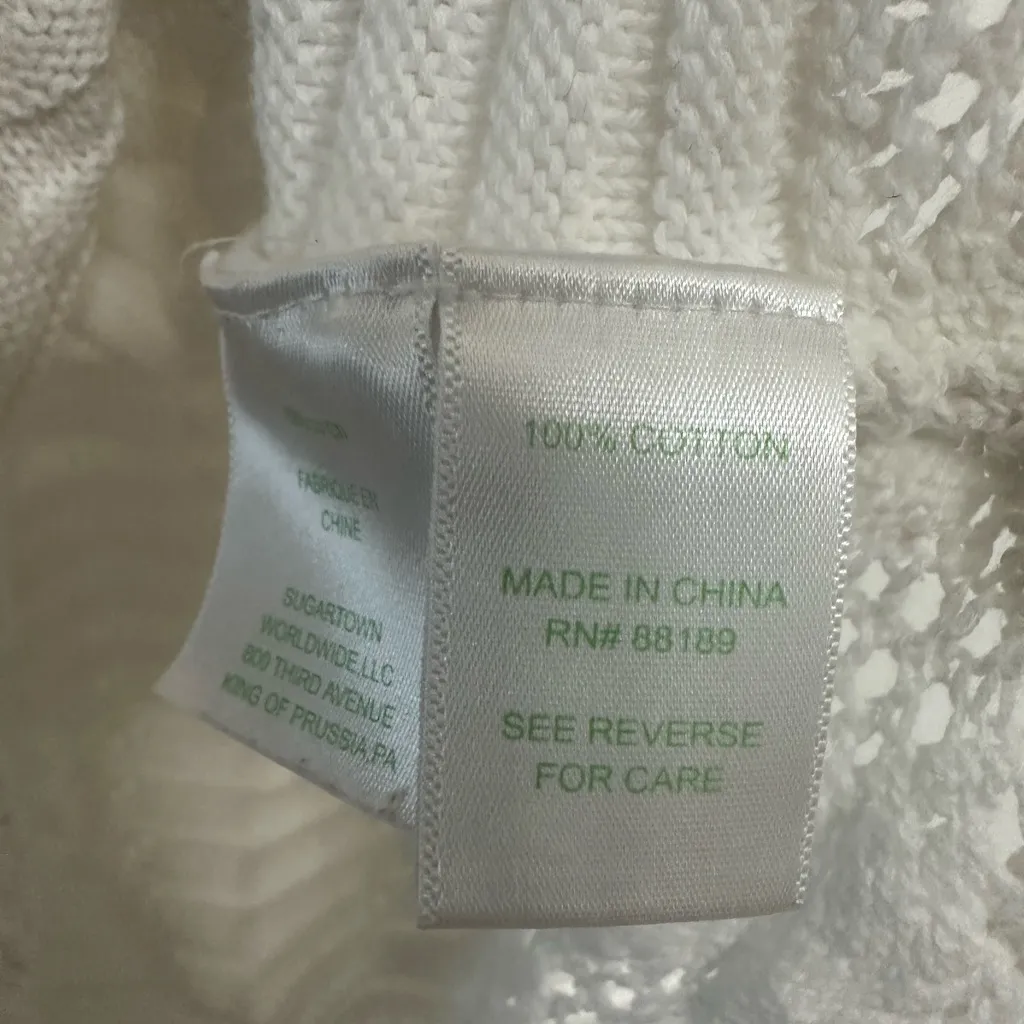 FABRIQUE EN
CHINE
SUGARTOWN
WORLDWIDE,LLC
800 THIRD AVENUE
KING OF PRUSSIA,PA
100% COTTON
MADE IN CHINA
RN# 88189
SEE REVERSE
FOR CARE